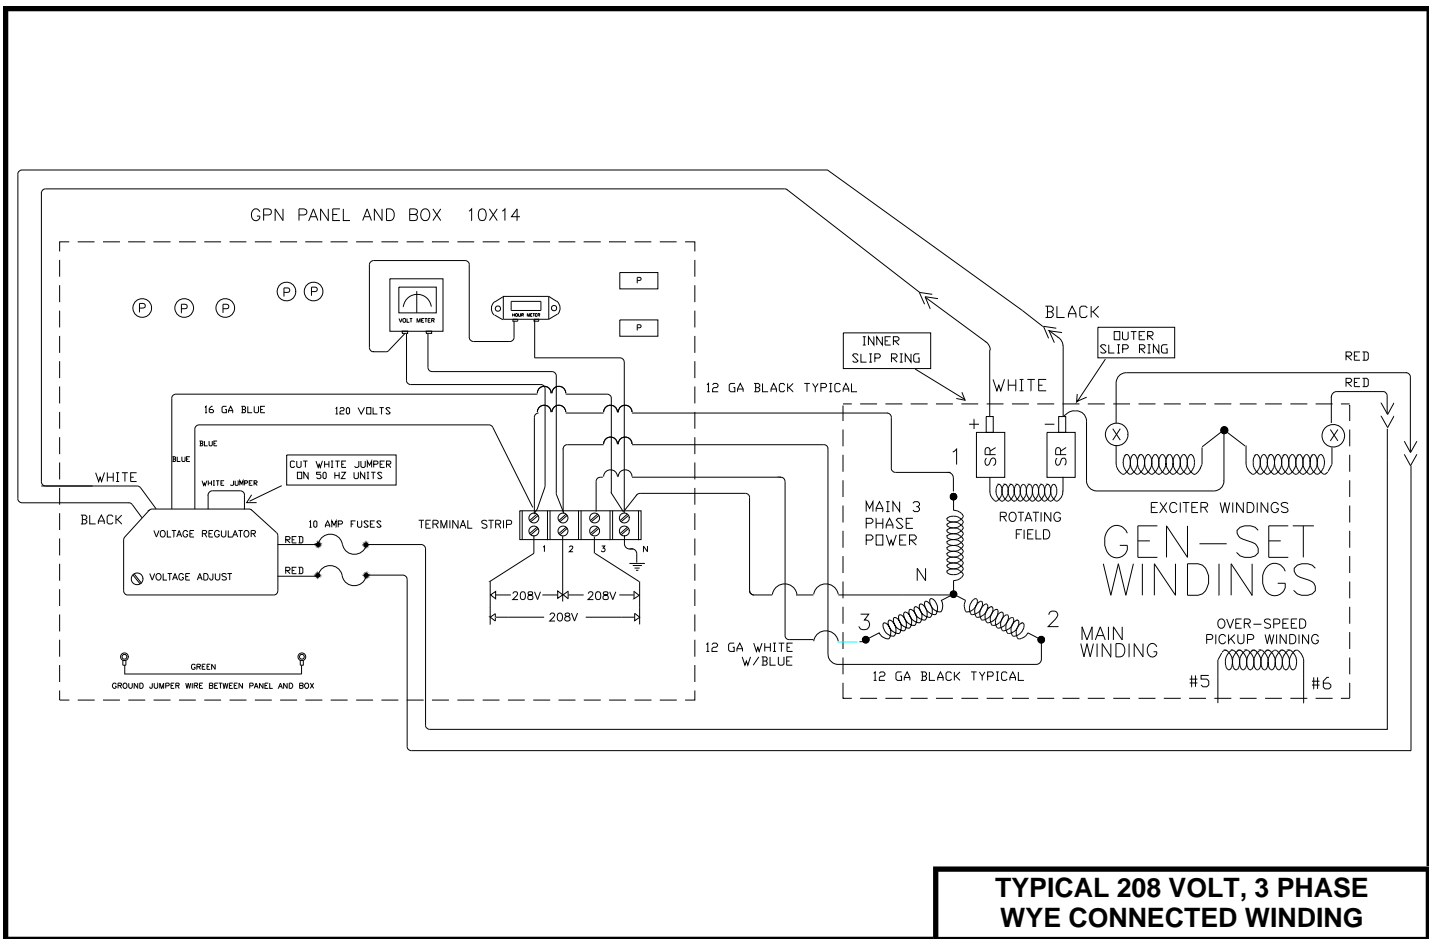 GPN PANEL AND BOX 10X14
P
P
P
P
P
P
P
VOLT METER
HOUR METER
BLACK
INNER
SLIP RING
OUTER
SLIP RING
RED
RED
WHITE
12 GA BLACK TYPICAL
16 GA BLUE
120 VOLTS
BLUE
BLUE
+
-
SR
SR
X
X
1
CUT WHITE JUMPER
ON 50 HZ UNITS
WHITE
WHITE JUMPER
BLACK
VOLTAGE REGULATOR
VOLTAGE ADJUST
10 AMP FUSES
RED
RED
TERMINAL STRIP
1
2
3
N
208V
208V
208V
MAIN 3
PHASE
POWER
ROTATING
FIELD
EXCITER WINDINGS
GEN-SET
WINDINGS
N
3
2
MAIN
WINDING
OVER-SPEED
PICKUP WINDING
#5
#6
12 GA WHITE
W/BLUE
12 GA BLACK TYPICAL
GREEN
GROUND JUMPER WIRE BETWEEN PANEL AND BOX
TYPICAL 208 VOLT, 3 PHASE
WYE CONNECTED WINDING